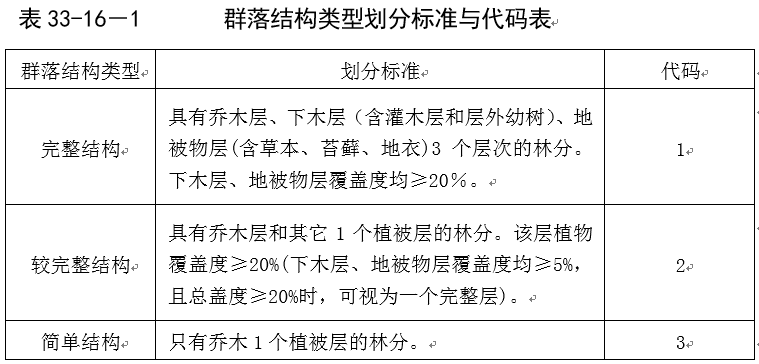 表 33-16－1 群落结构类型划分标准与代码表
群落结构类型 划分标准 代码
完整结构
具有乔木层、下木层（含灌木层和层外幼树）、地
被物层(含草本、苔藓、地衣)3 个层次的林分。
下木层、地被物层覆盖度均≥20%。
1
较完整结构
具有乔木层和其它 1 个植被层的林分。该层植物
覆盖度≥20%(下木层、地被物层覆盖度均≥5%，
且总盖度≥20%时，可视为一个完整层)。
2
简单结构 只有乔木 1 个植被层的林分。 3